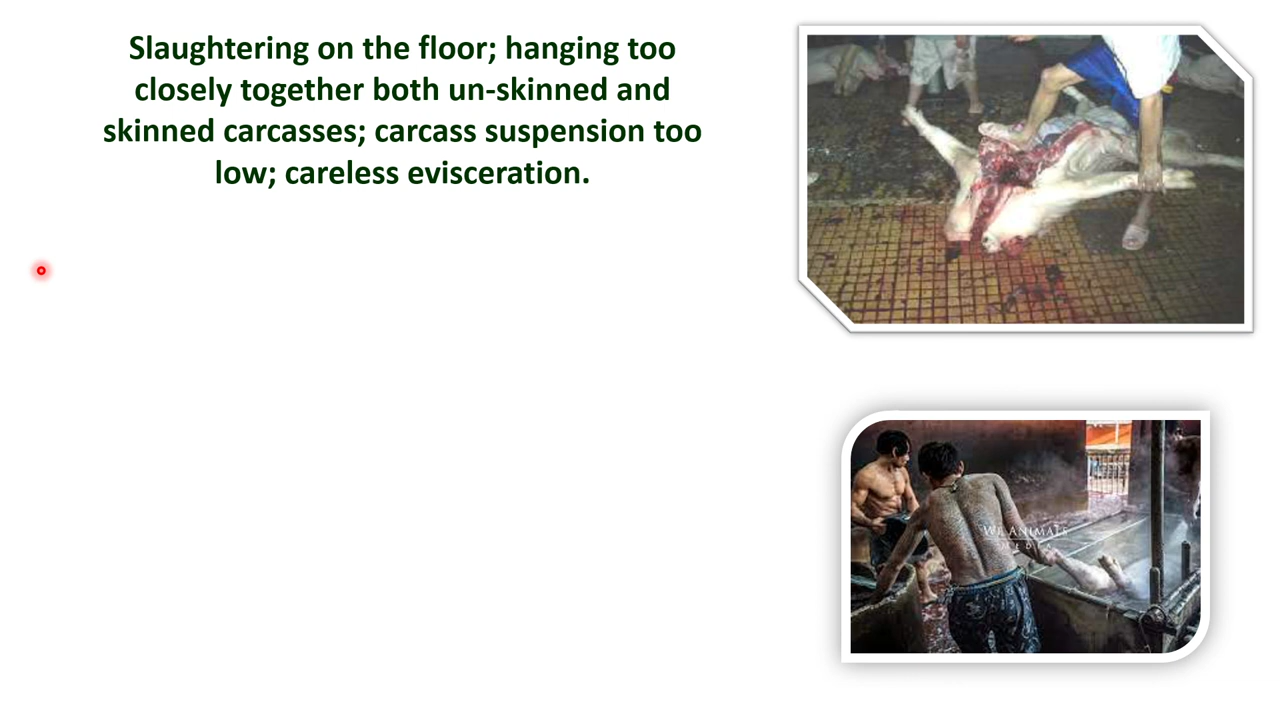 Slaughtering on the floor; hanging too
closely together both un-skinned and
skinned carcasses; carcass suspension too
low; careless evisceration.
WE ANIMALS
MEDIA